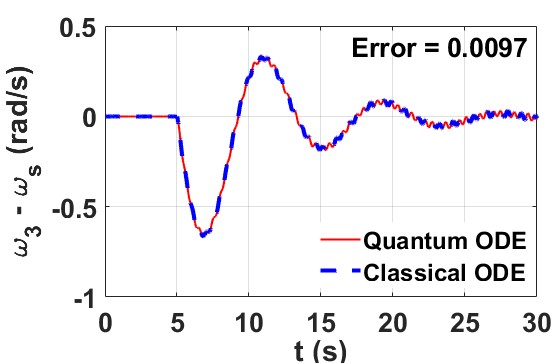 0.5
Error = 0.0097
0
-0.5
Quantum ODE
Classical ODE
-1
0 5 10 15 20 25 30
t (s)
ω3 - ωs (rad/s)